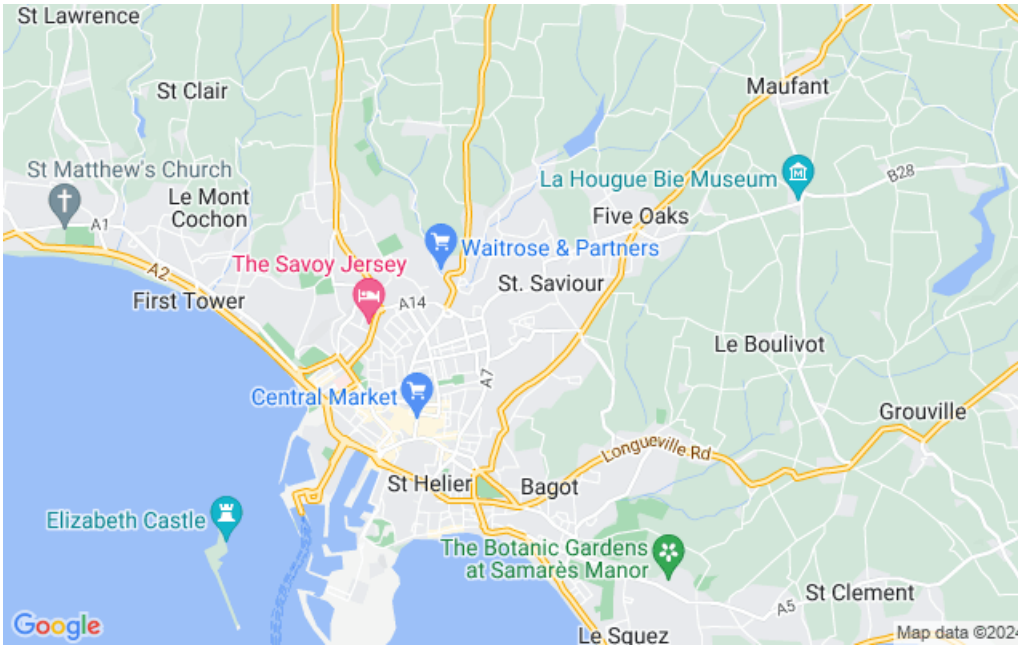 St Lawrence
St Clair
Maufant
St Matthew's Church
La Hougue Bie Museum
B28
Le Mont
Cochon
A1
Five Oaks
Waitrose & Partners
A2
The Savoy Jersey
St. Saviour
First Tower
A14
Le Boulivot
A7
Central Market
Grouville
Longueville Rd
St Helier
Bagot
Elizabeth Castle
The Botanic Gardens
at Samarès Manor
St Clement
A5
Google
Le Squez
Map data ©2024